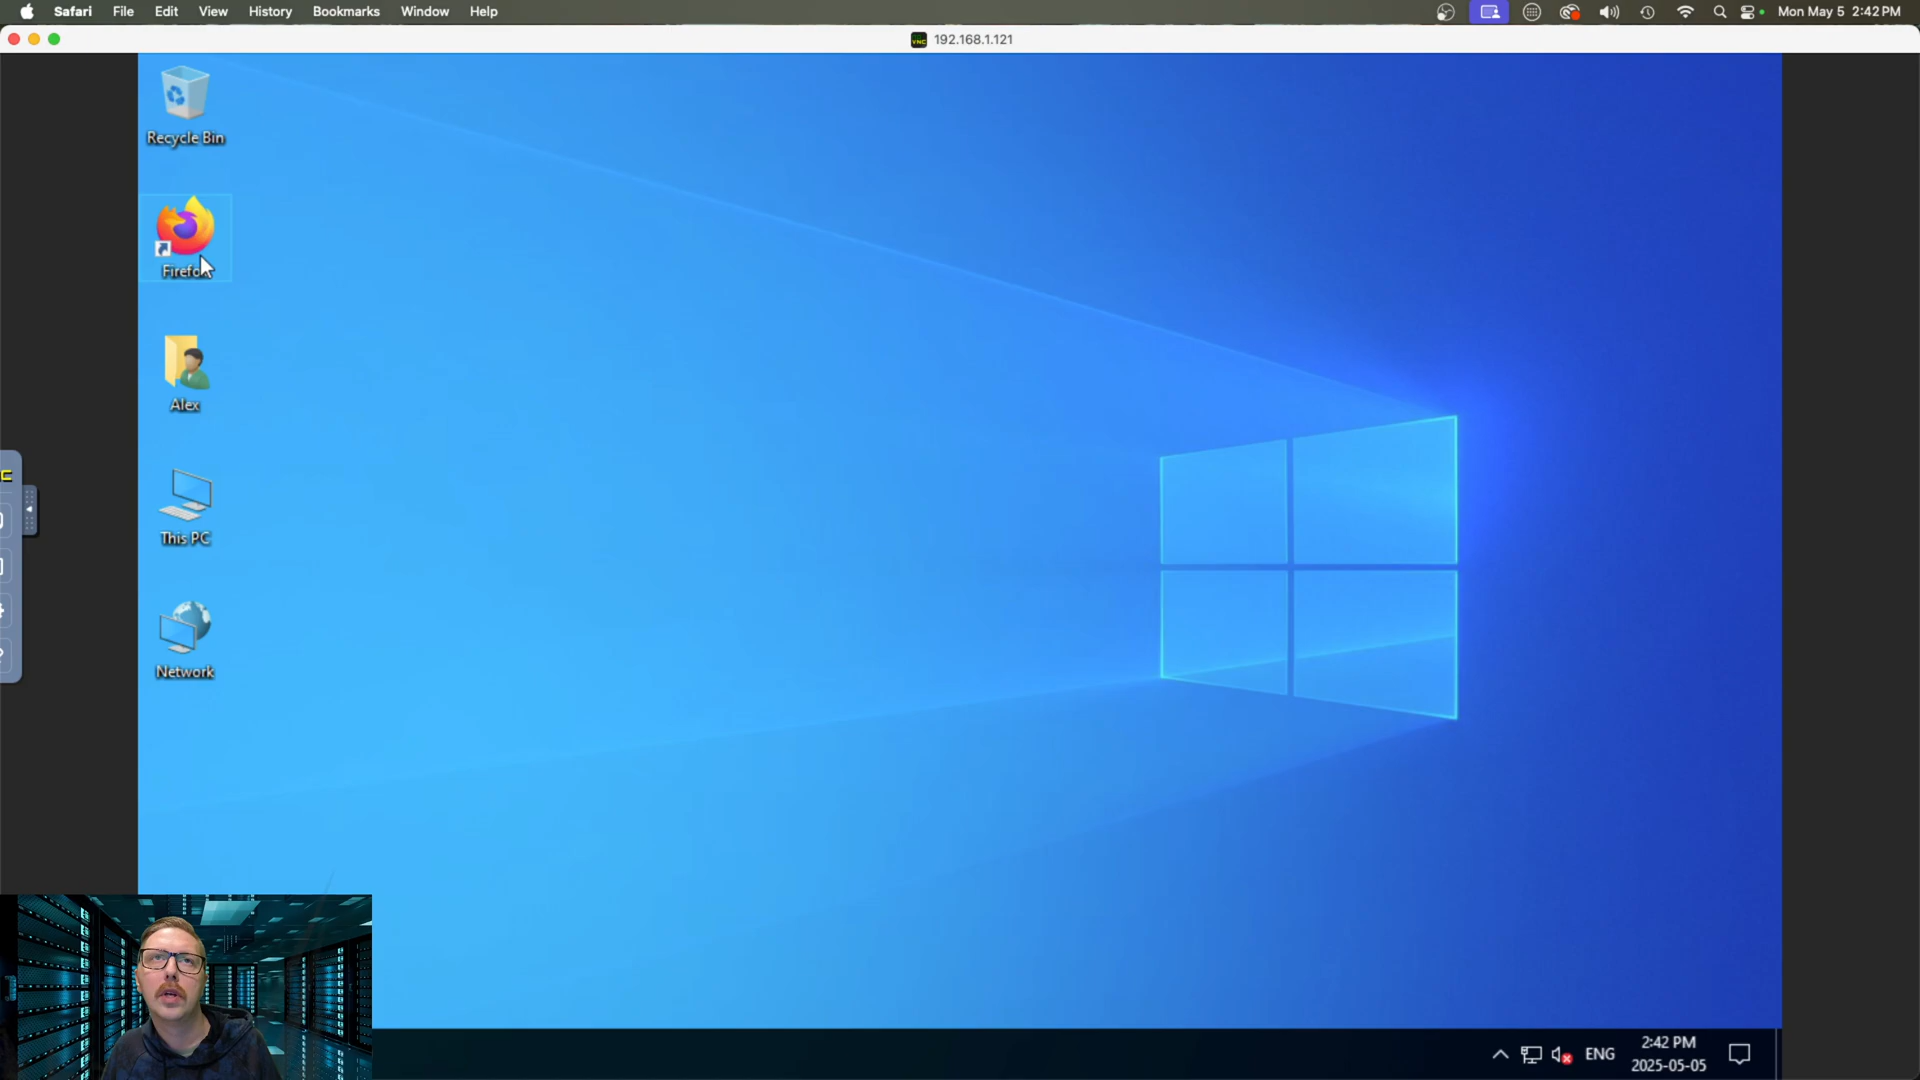 Safari File Edit View History Bookmarks Window Help Mon May 5 2:42 PM
VNC 192.168.1.121
Recycle Bin
Alex
This PC
Network
ENG
2:42 PM
2025-05-05